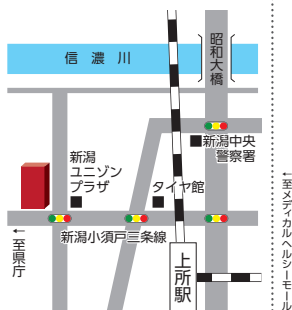 信濃川
昭和大橋
新潟中央
警察署
新潟
ユニゾン
プラザ
タイヤ館
新潟小須戸三条線
←至県庁
上所駅
←至メディカルヘルシーモール